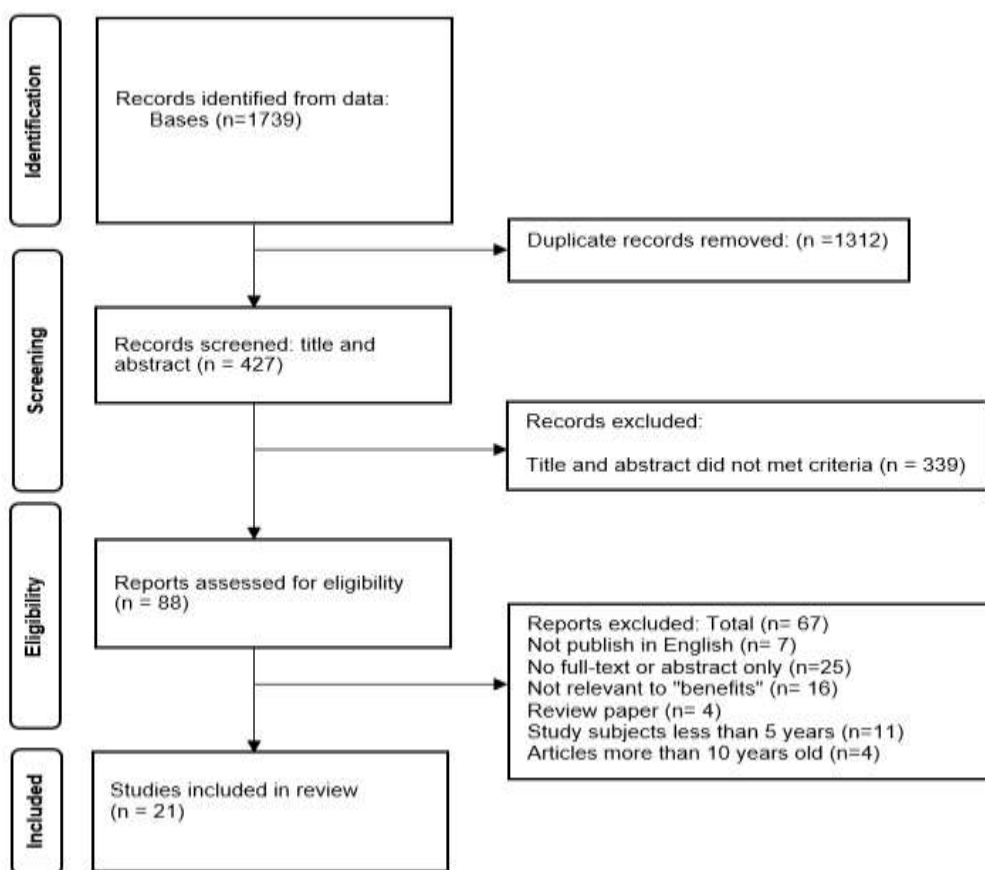 Identification
Records identified from data:
Bases (n=1739)
Duplicate records removed: (n =1312)
Screening
Records screened: title and
abstract (n = 427)
Records excluded:
Title and abstract did not met criteria (n = 339)
Eligibility
Reports assessed for eligibility
(n = 88)
Reports excluded: Total (n= 67)
Not publish in English (n= 7)
No full-text or abstract only (n=25)
Not relevant to "benefits" (n= 16)
Review paper (n= 4)
Study subjects less than 5 years (n=11)
Articles more than 10 years old (n=4)
Included
Studies included in review
(n = 21)